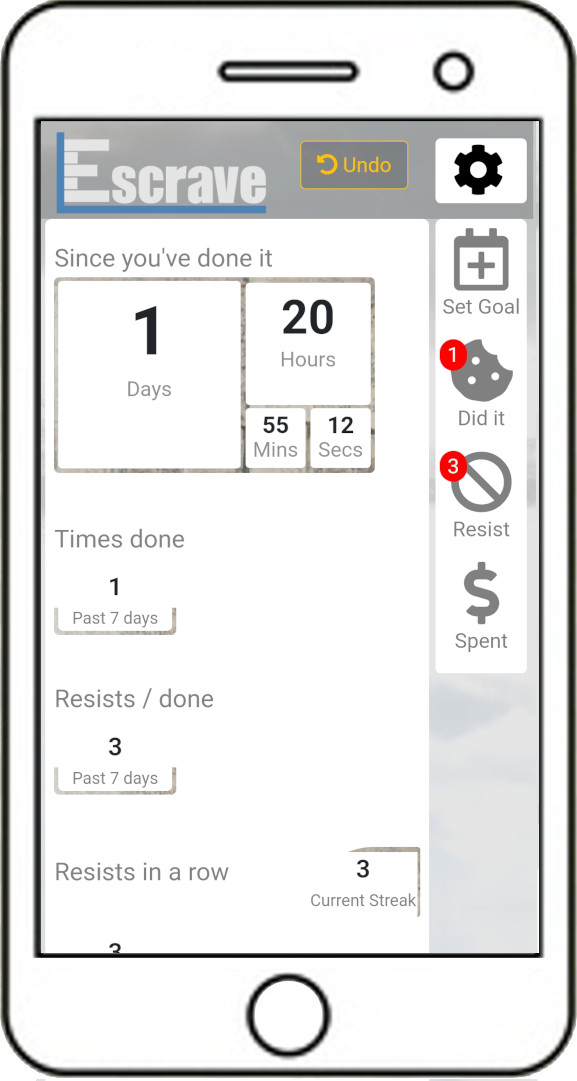 Escrave
Undo
Since you've done it
1
Days
20
Hours
55
Mins
12
Secs
Times done
1
Past 7 days
Resists / done
3
Past 7 days
Resists in a row
3
Current Streak
3
Set Goal
1
Did it
3
Resist
$
Spent